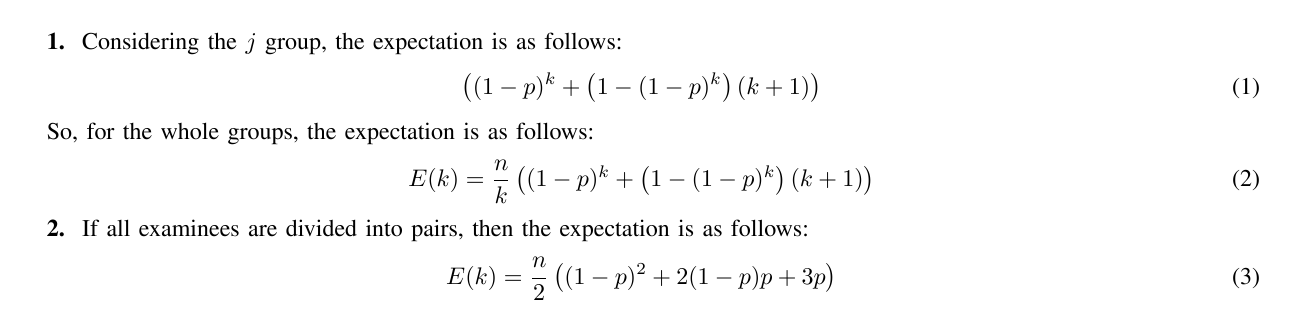 1. Considering the j group, the expectation is as follows:
((1 − p)^k + (1 − (1 − p)^k) (k + 1)) (1)
So, for the whole groups, the expectation is as follows:
E(k) = n/k ((1 − p)^k + (1 − (1 − p)^k) (k + 1)) (2)
2. If all examinees are divided into pairs, then the expectation is as follows:
E(k) = n/2 ((1 − p)^2 + 2(1 − p)p + 3p) (3)